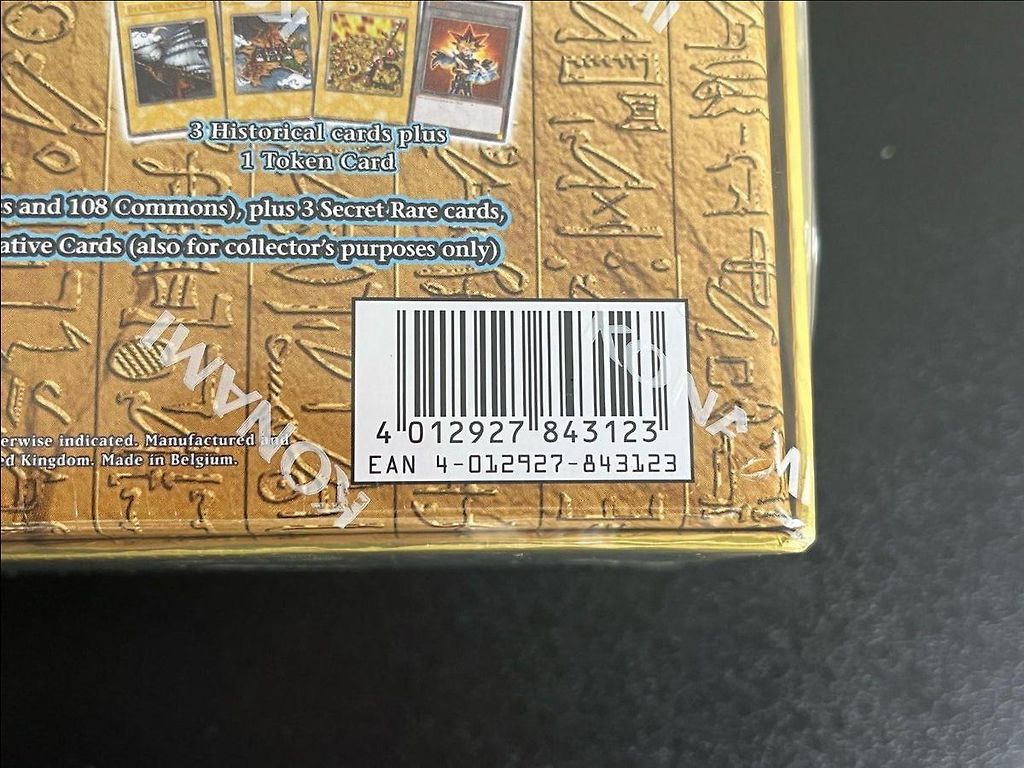 3 Historical cards plus
1 Token Card
s and 108 Commons), plus 3 Secret Rare cards,
ative Cards (also for collector's purposes only)
KONAMI
KONAM
erwise indicated. Manufactured and
ed Kingdom. Made in Belgium.
4 012927 843123
EAN 4-012927-843123